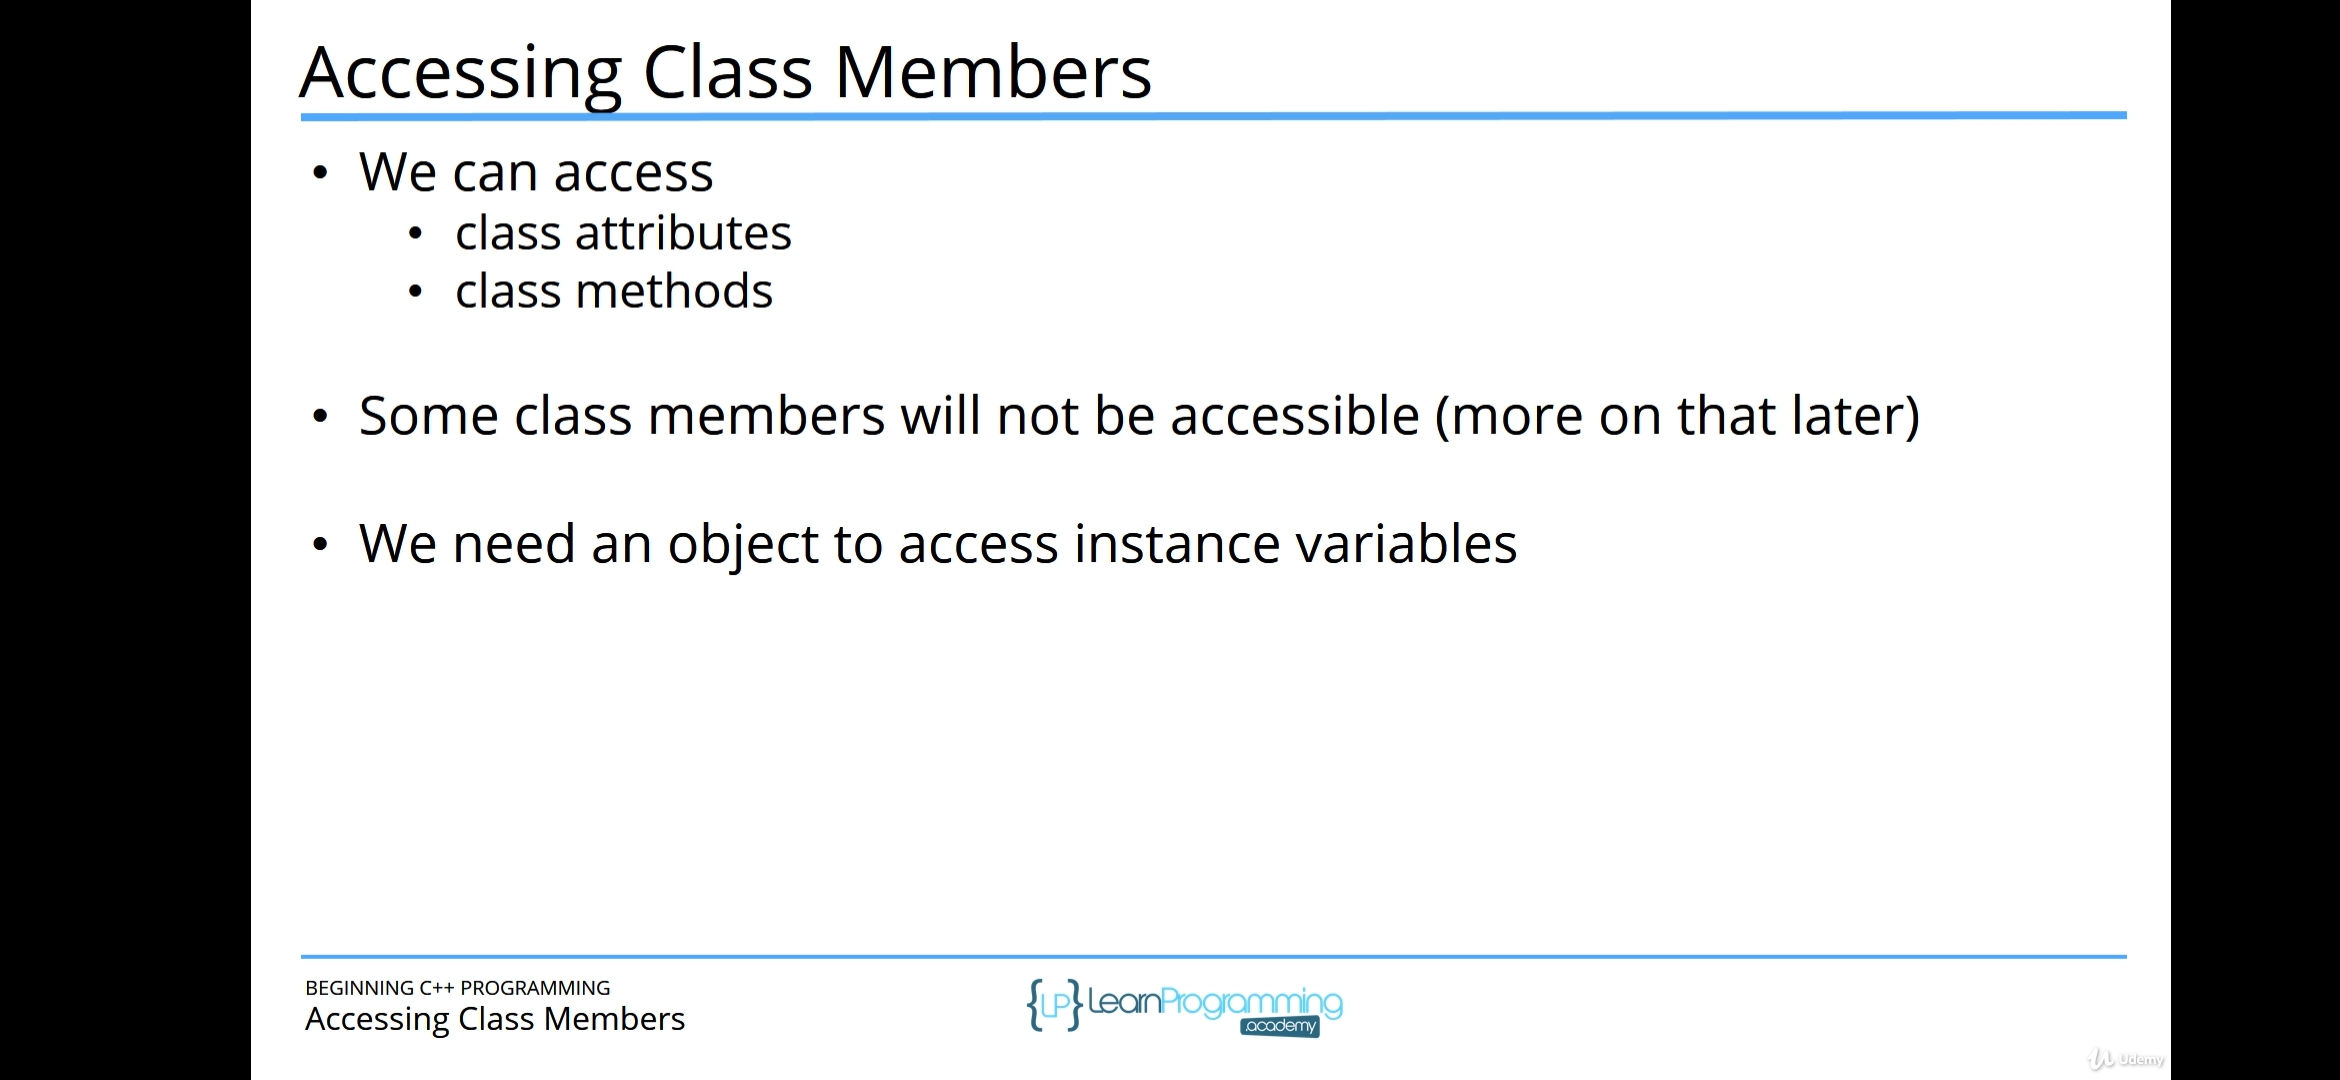 Accessing Class Members
• We can access
• class attributes
• class methods
• Some class members will not be accessible (more on that later)
• We need an object to access instance variables
BEGINNING C++ PROGRAMMING
Accessing Class Members
{LP} LearnProgramming
academy
Udemy